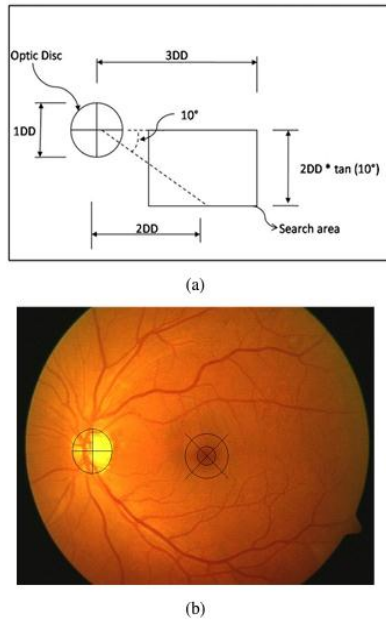 Optic Disc
3DD
1DD
10°
2DD * tan (10°)
2DD
Search area
(a)
(b)